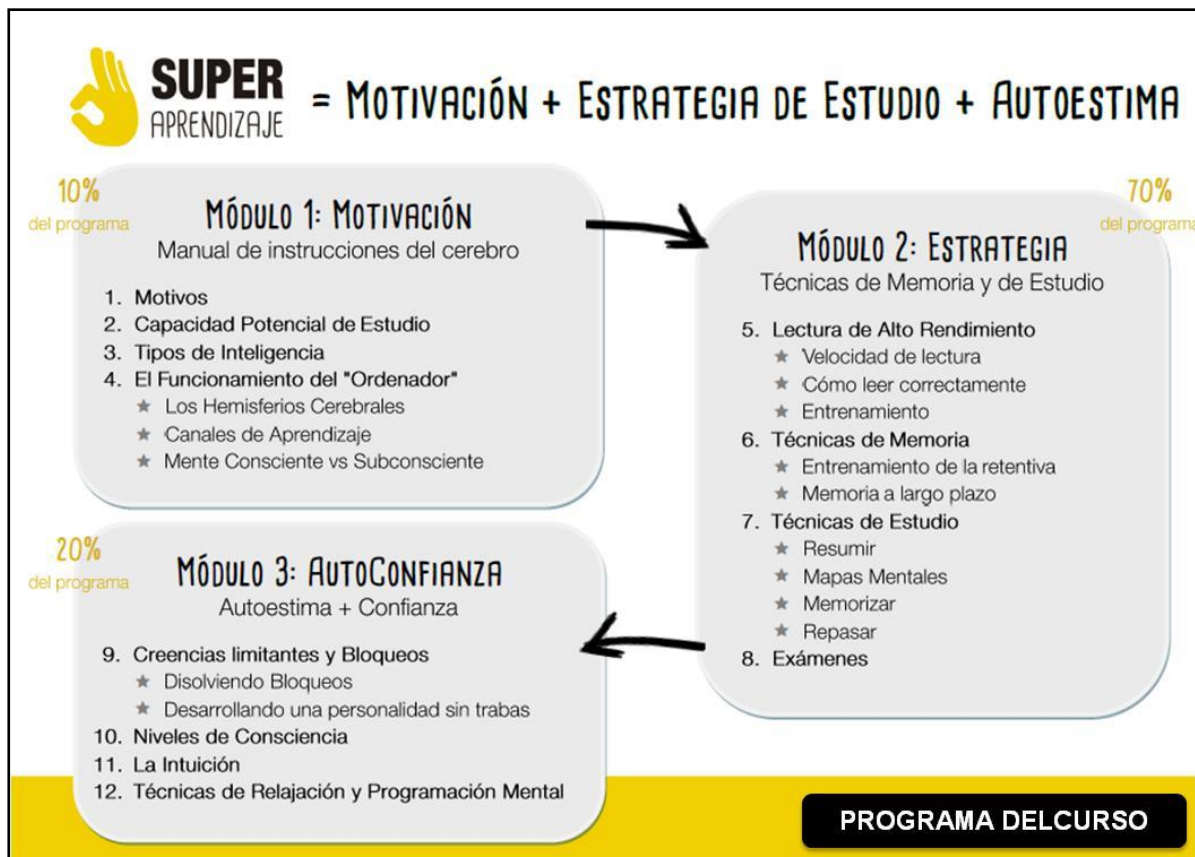 SUPER
APRENDIZAJE
= MOTIVACIÓN + ESTRATEGIA DE ESTUDIO + AUTOESTIMA
10%
del programa
MÓDULO 1: MOTIVACIÓN
Manual de instrucciones del cerebro
1. Motivos
2. Capacidad Potencial de Estudio
3. Tipos de Inteligencia
4. El Funcionamiento del "Ordenador"
★ Los Hemisferios Cerebrales
★ Canales de Aprendizaje
★ Mente Consciente vs Subconsciente
70%
del programa
MÓDULO 2: ESTRATEGIA
Técnicas de Memoria y de Estudio
5. Lectura de Alto Rendimiento
★ Velocidad de lectura
★ Cómo leer correctamente
★ Entrenamiento
6. Técnicas de Memoria
★ Entrenamiento de la retentiva
★ Memoria a largo plazo
7. Técnicas de Estudio
★ Resumir
★ Mapas Mentales
★ Memorizar
★ Repasar
8. Exámenes
20%
del programa
MÓDULO 3: AUTOCONFIANZA
Autoestima + Confianza
9. Creencias limitantes y Bloqueos
★ Disolviendo Bloqueos
★ Desarrollando una personalidad sin trabas
10. Niveles de Consciencia
11. La Intuición
12. Técnicas de Relajación y Programación Mental
PROGRAMA DELCURSO